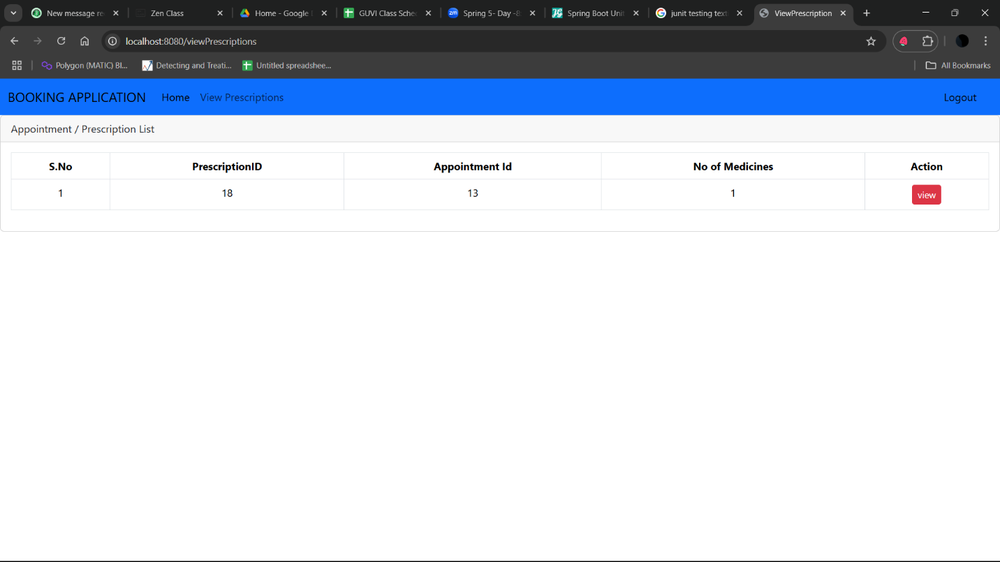 New message re
Zen Class
Home - Google
GUVI Class Sche
Spring 5- Day -8
Spring Boot Unit
junit testing text
ViewPrescription
localhost:8080/viewPrescriptions
Polygon (MATIC) Bl...
Detecting and Treati...
Untitled spreadshee...
All Bookmarks
BOOKING APPLICATION Home View Prescriptions Logout
Appointment / Prescription List
S.No PrescriptionID Appointment Id No of Medicines Action
1 18 13 1 view